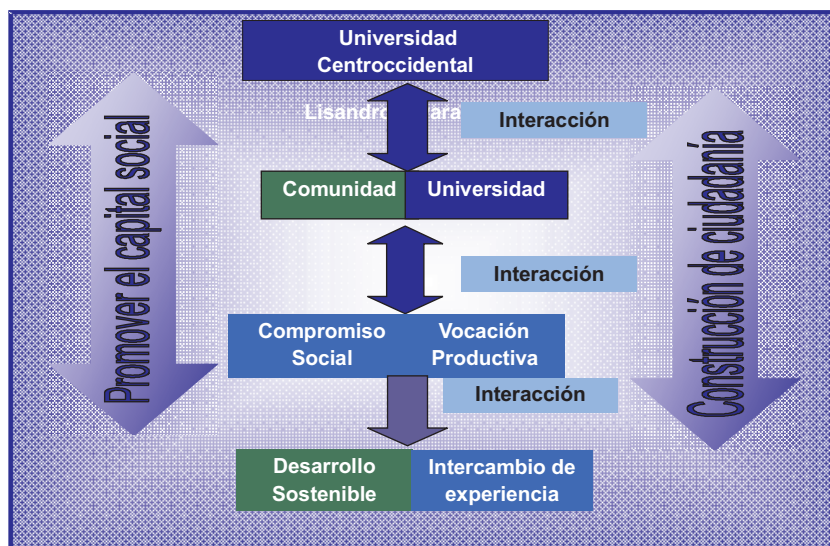 Universidad
Centroccidental
Lisandro
Interacción
Promover el capital social
Construcción de ciudadanía
Comunidad Universidad
Interacción
Compromiso Vocación
Social Productiva
Interacción
Desarrollo Intercambio de
Sostenible experiencia